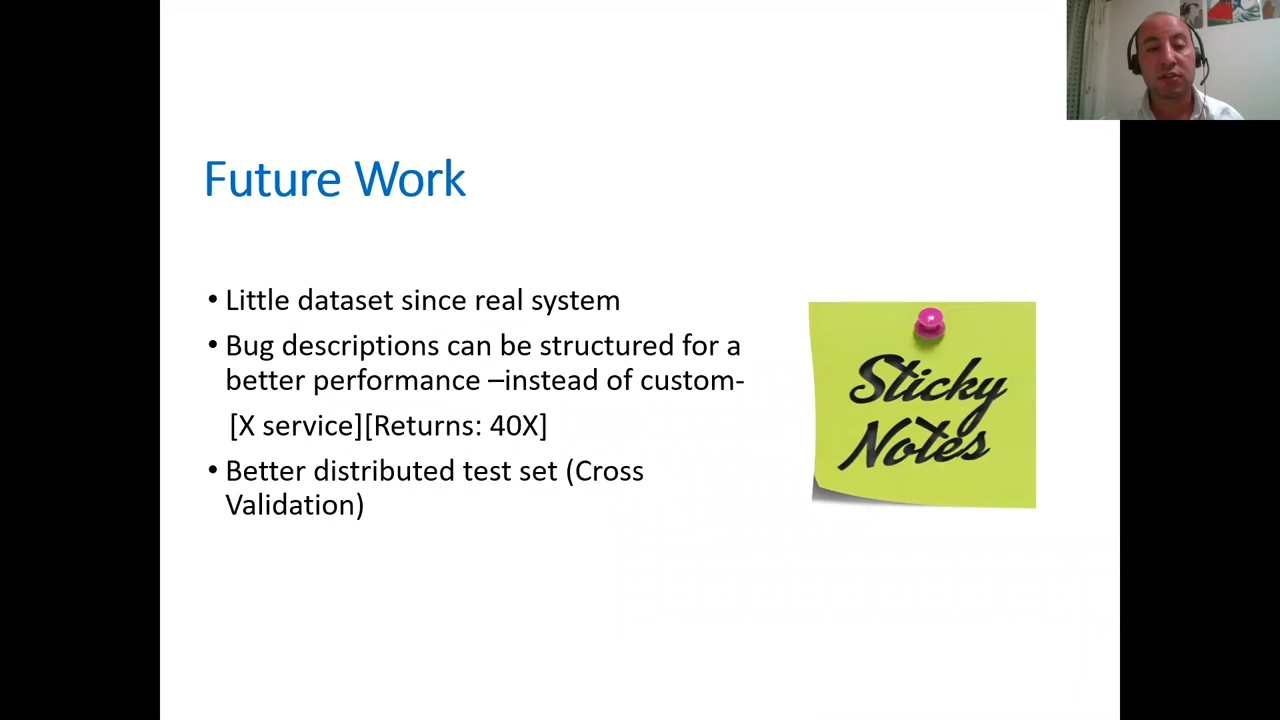 Future Work
• Little dataset since real system
• Bug descriptions can be structured for a
better performance –instead of custom-
[X service][Returns: 40X]
• Better distributed test set (Cross
Validation)
Sticky
Notes